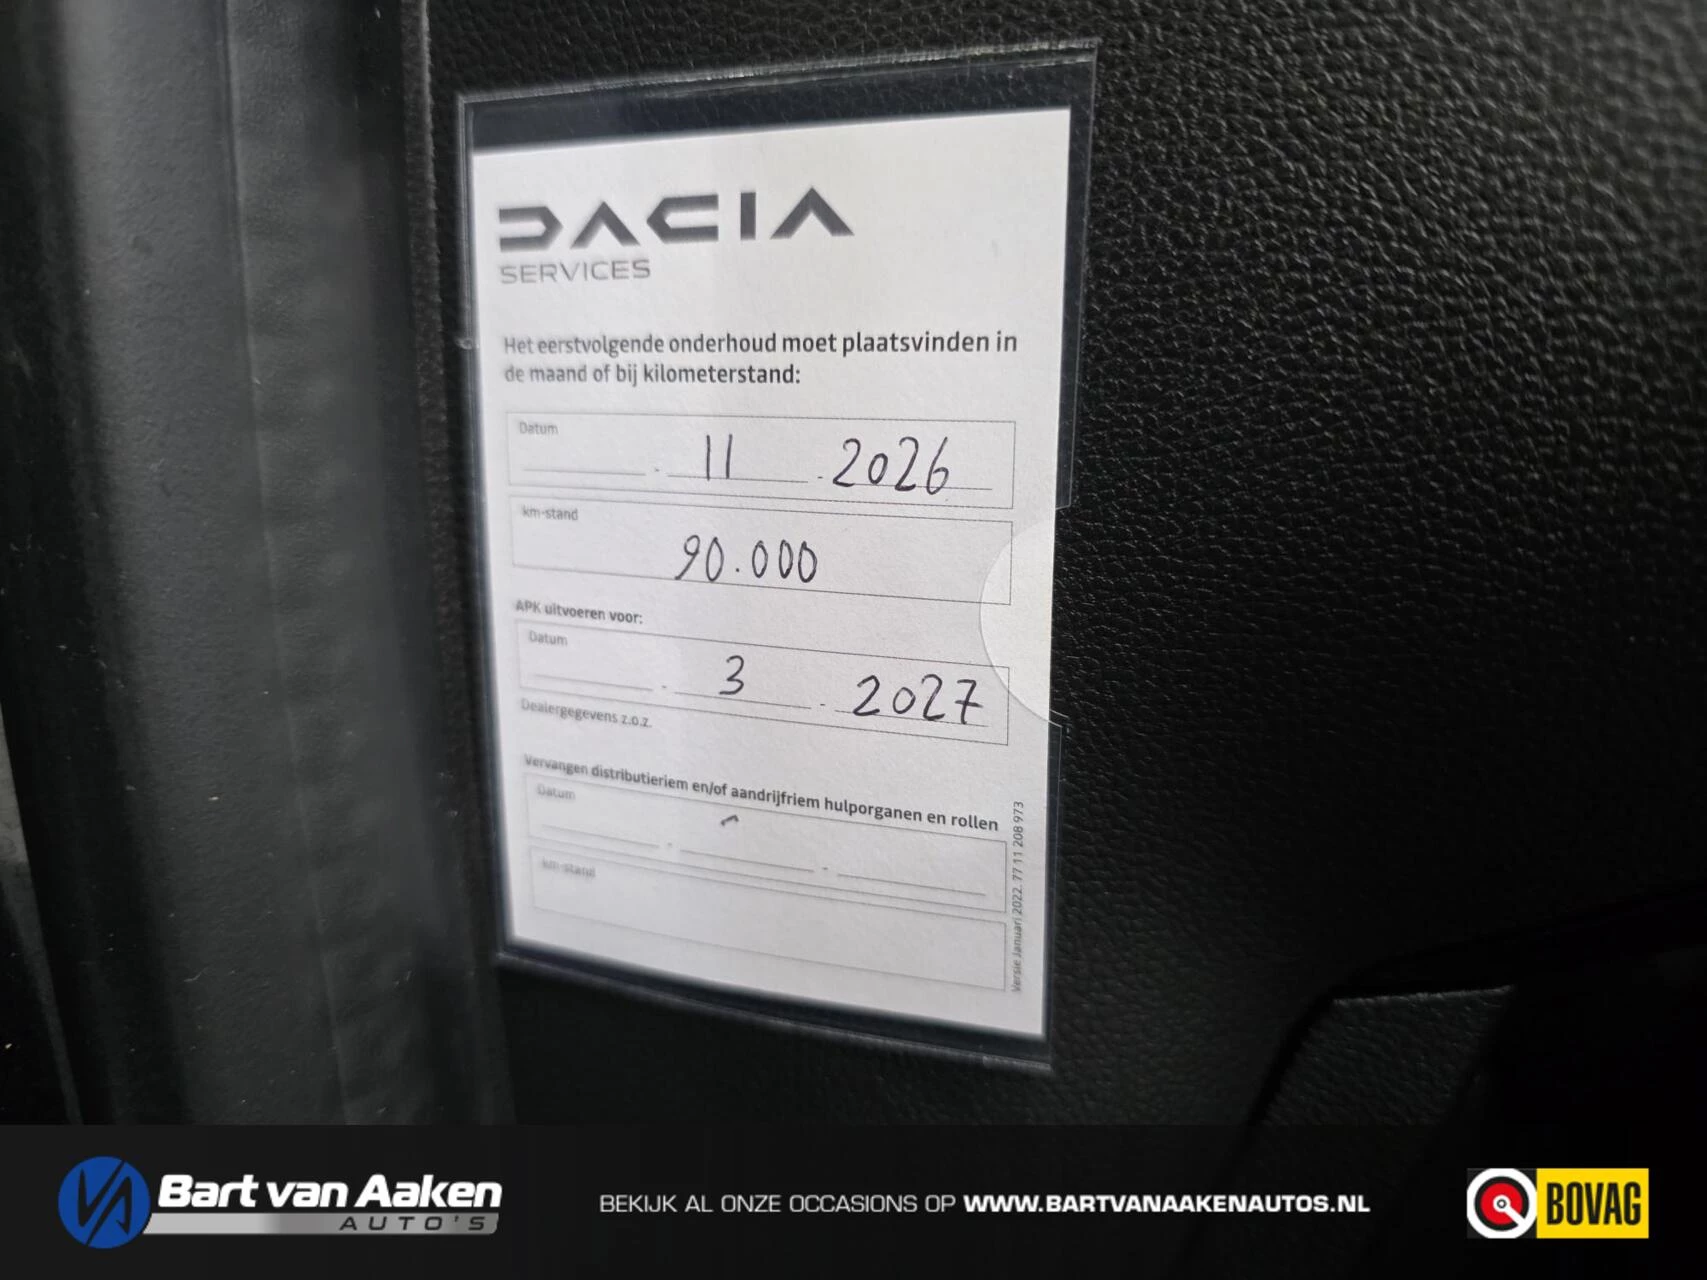 DACIA
SERVICES
Het eerstvolgende onderhoud moet plaatsvinden in
de maand of bij kilometerstand:
Datum
11 . 2026
km-stand
90.000
APK uitvoeren voor:
Datum
3 . 2027
Dealergegevens z.o.z.
Vervangen distributieriem en/of aandrijfriem hulporganen en rollen
Datum
km-stand
Versie Januari 2022. 77 11 208 973
Bart van Aaken
AUTO'S
BEKIJK AL ONZE OCCASIONS OP WWW.BARTVANAAKENAUTOS.NL
BOVAG